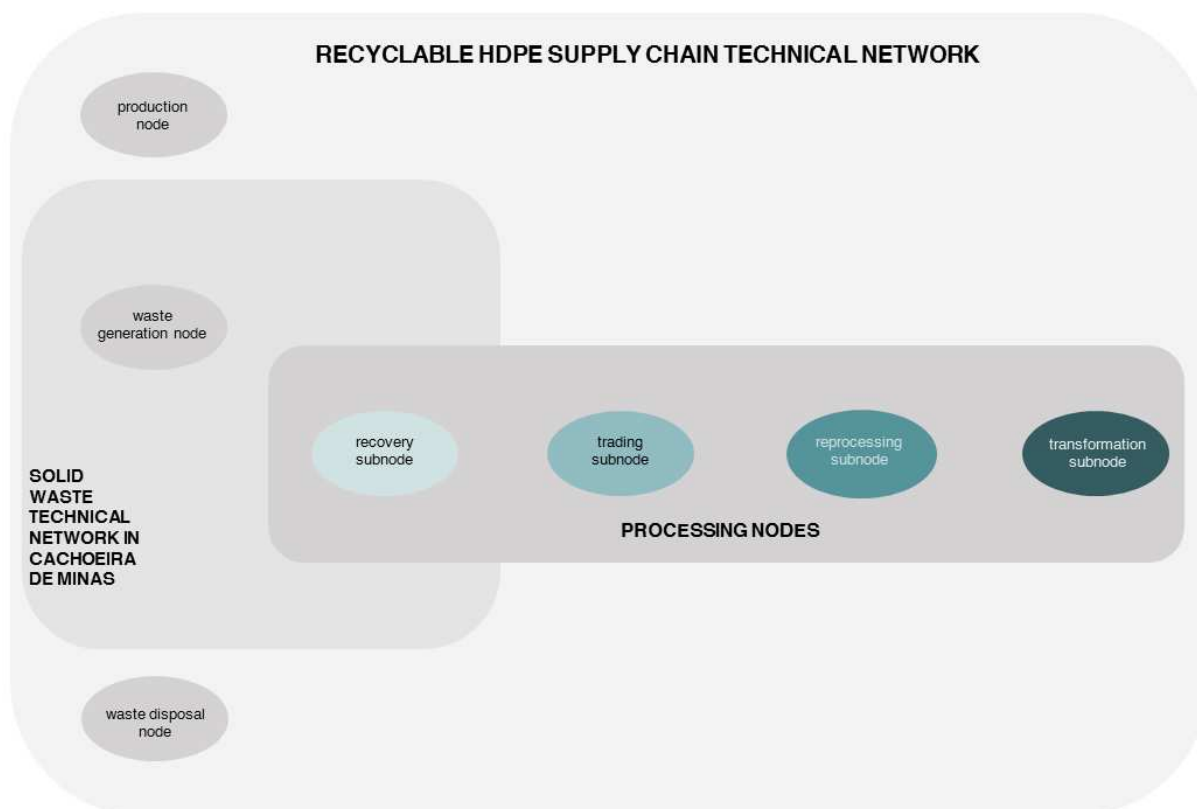 RECYCLABLE HDPE SUPPLY CHAIN TECHNICAL NETWORK
production
node
waste
generation node
recovery
subnode
trading
subnode
reprocessing
subnode
transformation
subnode
PROCESSING NODES
SOLID
WASTE
TECHNICAL
NETWORK IN
CACHOEIRA
DE MINAS
waste disposal
node